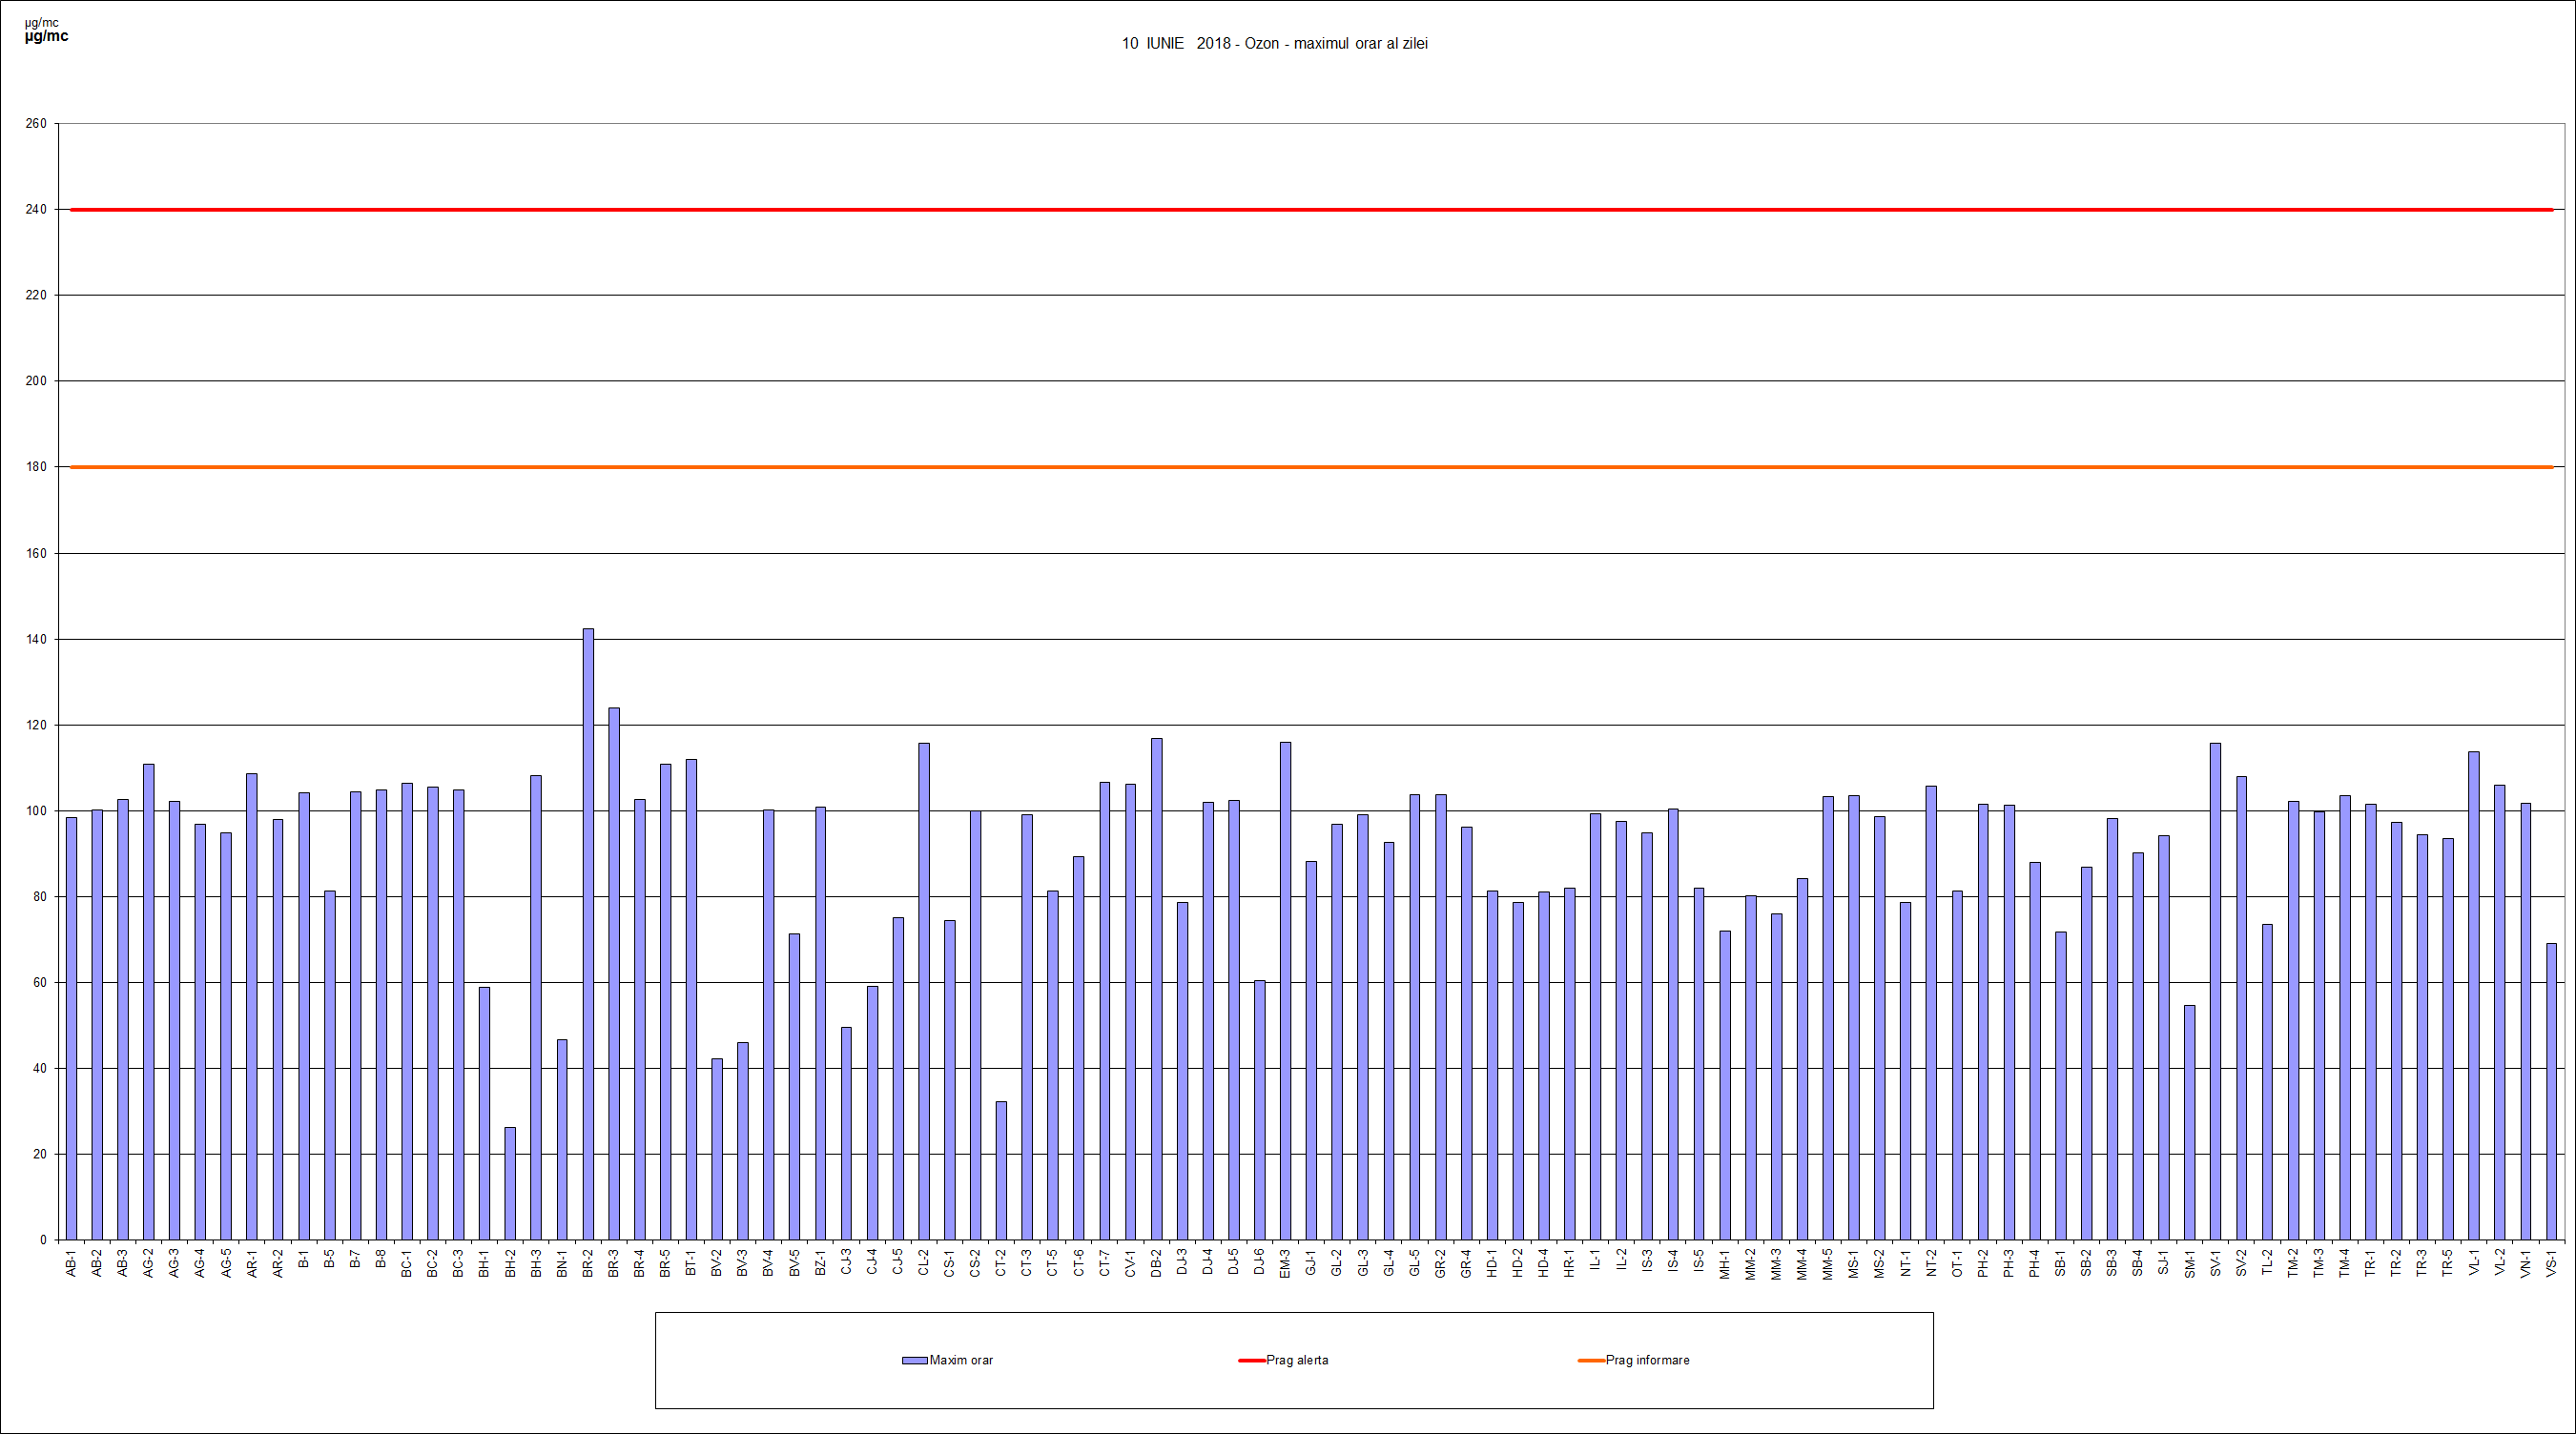 µg/mc
µg/mc
10 IUNIE 2018 - Ozon - maximul orar al zilei
260
240
220
200
180
160
140
120
100
80
60
40
20
0
AB-1 AB-2 AB-3 AG-2 AG-3 AG-4 AG-5 AR-1 AR-2 B-1 B-5 B-7 B-8 BC-1 BC-2 BC-3 BH-1 BH-2 BH-3 BN-1 BR-2 BR-3 BR-4 BR-5 BT-1 BV-2 BV-3 BV-4 BV-5 BZ-1 CJ-3 CJ-4 CJ-5 CL-2 CS-1 CS-2 CT-2 CT-3 CT-5 CT-6 CT-7 CV-1 DB-2 DJ-3 DJ-4 DJ-5 DJ-6 EM-3 GJ-1 GL-2 GL-3 GL-4 GL-5 GR-2 GR-4 HD-1 HD-2 HD-4 HR-1 IL-1 IL-2 IS-3 IS-4 IS-5 MH-1 MM-2 MM-3 MM-4 MM-5 MS-1 MS-2 NT-1 NT-2 OT-1 PH-2 PH-3 PH-4 SB-1 SB-2 SB-3 SB-4 SJ-1 SM-1 SV-1 SV-2 TL-2 TM-2 TM-3 TM-4 TR-1 TR-2 TR-3 TR-5 VL-1 VL-2 VN-1 VS-1
Maxim orar Prag alerta Prag informare